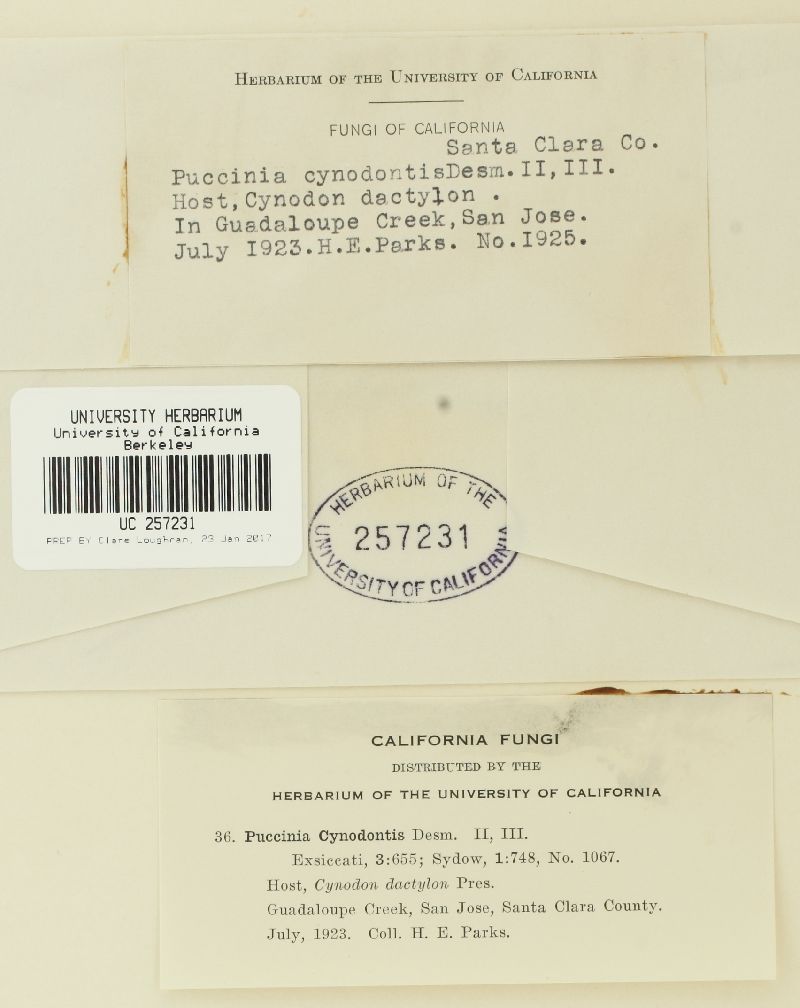 HERBARIUM OF THE UNIVERSITY OF CALIFORNIA
FUNGI OF CALIFORNIA
Santa Clara Co.
Puccinia cynodontisDesm.II,III.
Host,Cynodon dactylon .
In Guadaloupe Creek,San Jose.
July I923.H.E.Parks. No.I925.
UNIVERSITY HERBARIUM
University of California
Berkeley
UC 257231
PREP BY Clare Loughran, 23 Jan 2017
HERBARIUM OF THE
257231
UNIVERSITY OF CALIFORNIA
CALIFORNIA FUNGI
DISTRIBUTED BY THE
HERBARIUM OF THE UNIVERSITY OF CALIFORNIA
36. Puccinia Cynodontis Desm. II, III.
Exsiccati, 3:655; Sydow, 1:748, No. 1067.
Host, Cynodon dactylon Pres.
Guadaloupe Creek, San Jose, Santa Clara County.
July, 1923. Coll. H. E. Parks.